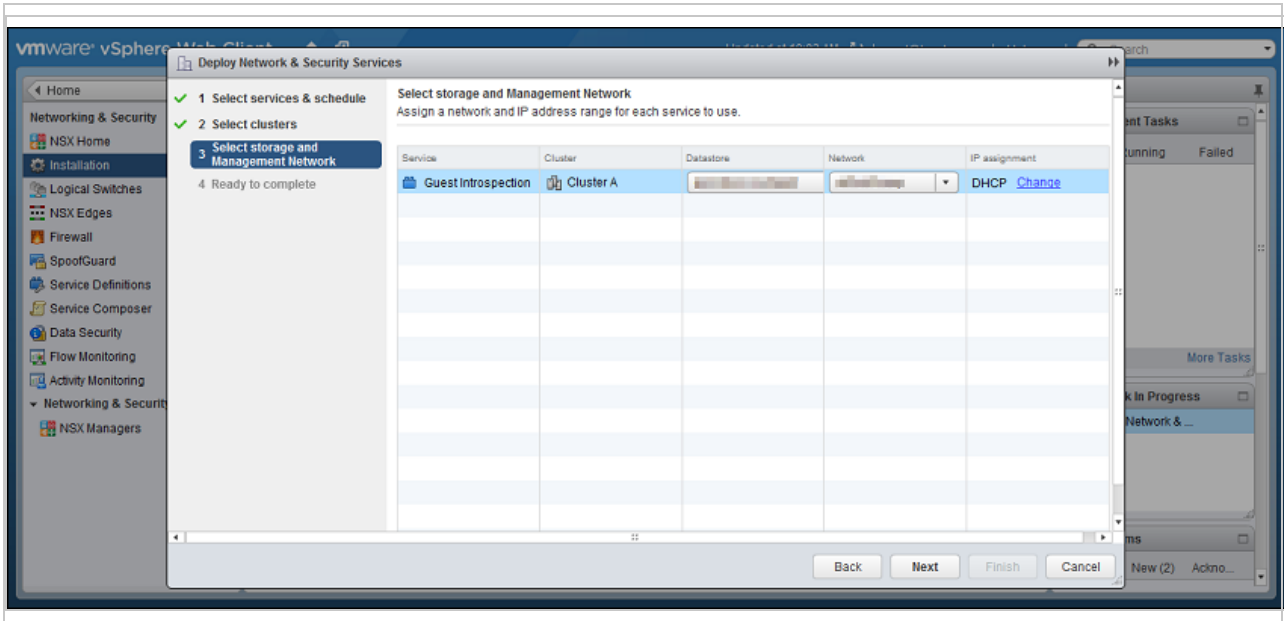 vmware® vSphere Web Client
arch
Deploy Network & Security Services
Home
Networking & Security
NSX Home
Installation
Logical Switches
NSX Edges
Firewall
SpoofGuard
Service Definitions
Service Composer
Data Security
Flow Monitoring
Activity Monitoring
Networking & Security
NSX Managers
1 Select services & schedule
2 Select clusters
3 Select storage and
Management Network
4 Ready to complete
Select storage and Management Network
Assign a network and IP address range for each service to use.
Service Cluster Datastore Network IP assignment
Guest Introspection Cluster A DHCP Change
Back Next Finish Cancel
ent Tasks
unning Failed
More Tasks
k In Progress
Network & ...
ms
New (2) Ackno...